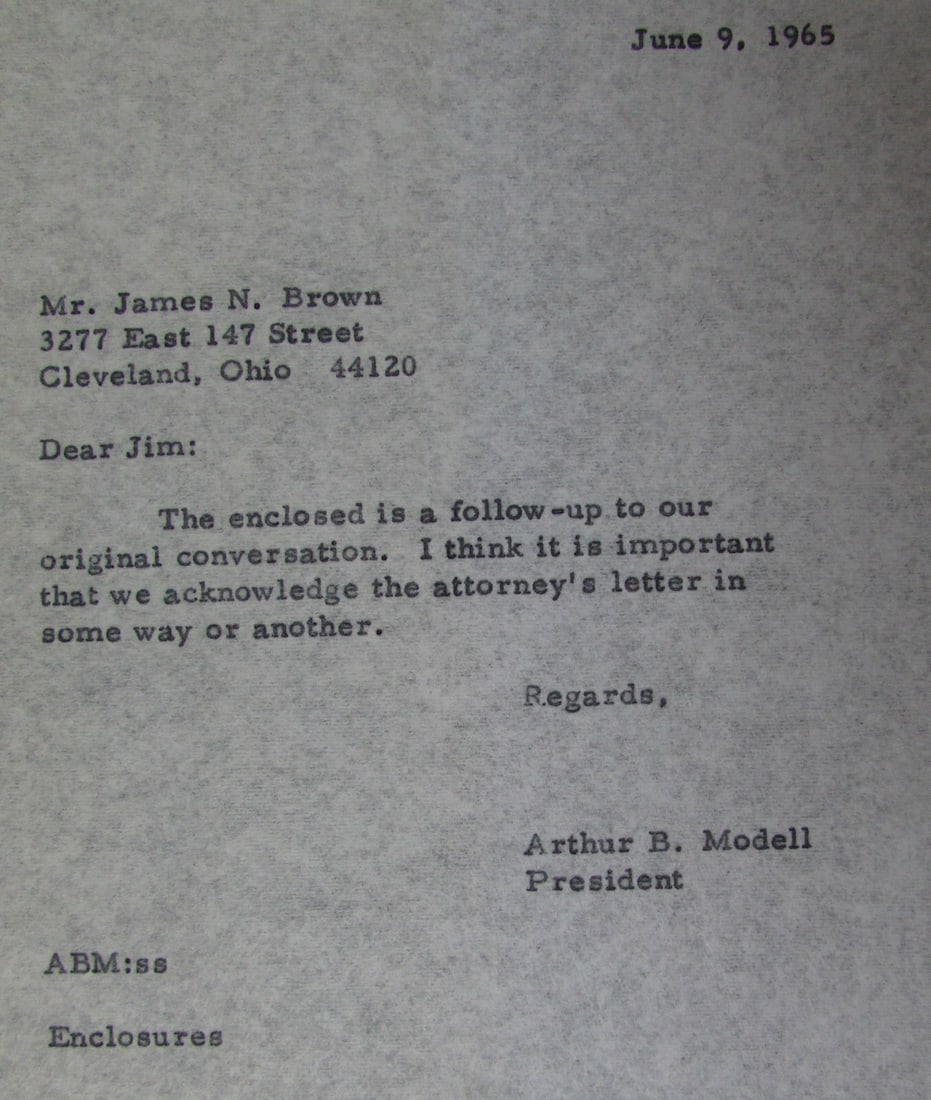 June 9, 1965
Mr. James N. Brown
3277 East 147 Street
Cleveland, Ohio 44120
Dear Jim:
The enclosed is a follow-up to our
original conversation. I think it is important
that we acknowledge the attorney's letter in
some way or another.
Regards,
Arthur B. Modell
President
ABM:ss
Enclosures